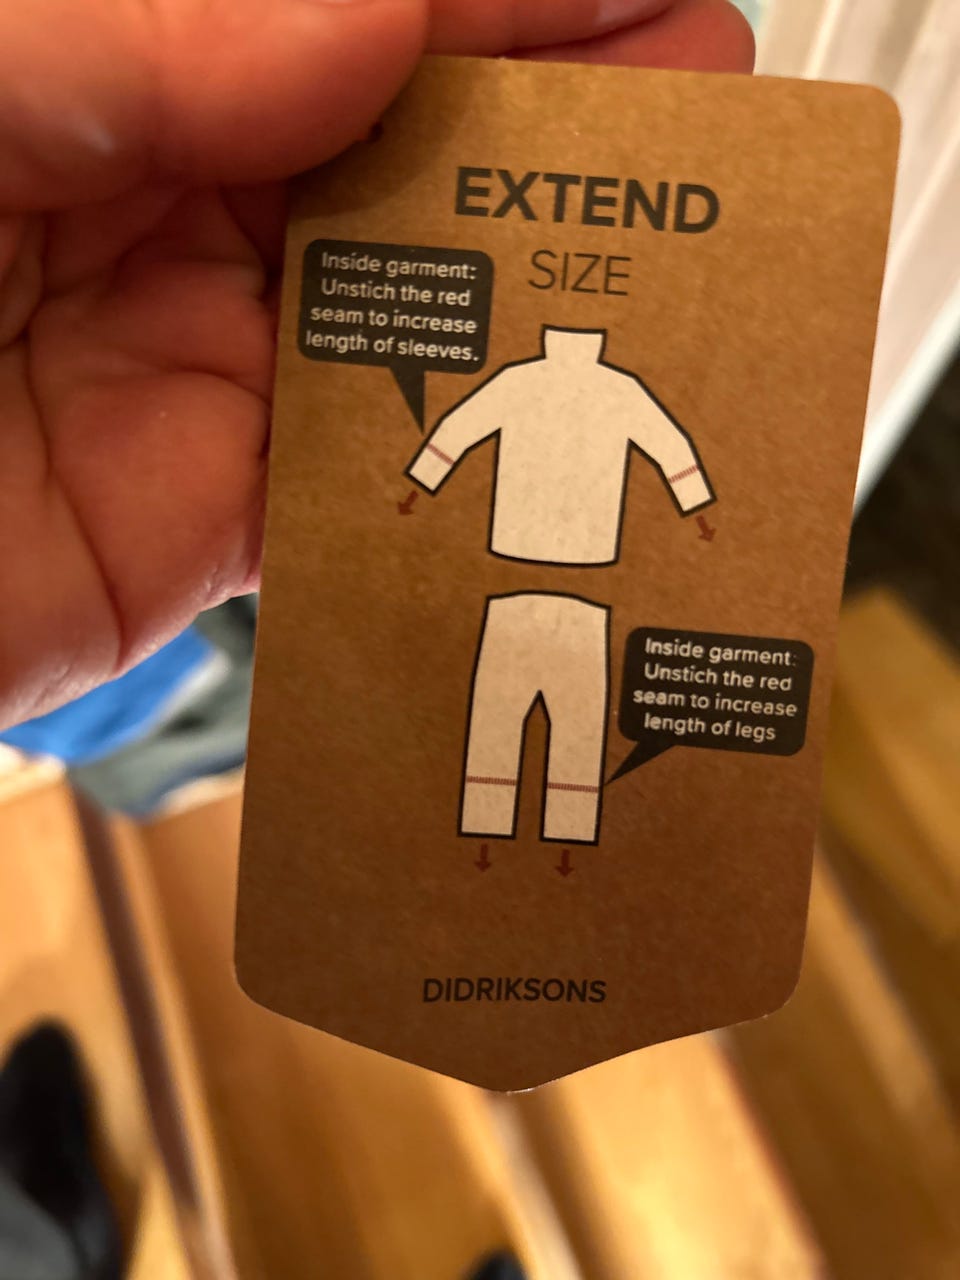 EXTEND
SIZE
Inside garment:
Unstich the red
seam to increase
length of sleeves.
Inside garment:
Unstich the red
seam to increase
length of legs
DIDRIKSONS